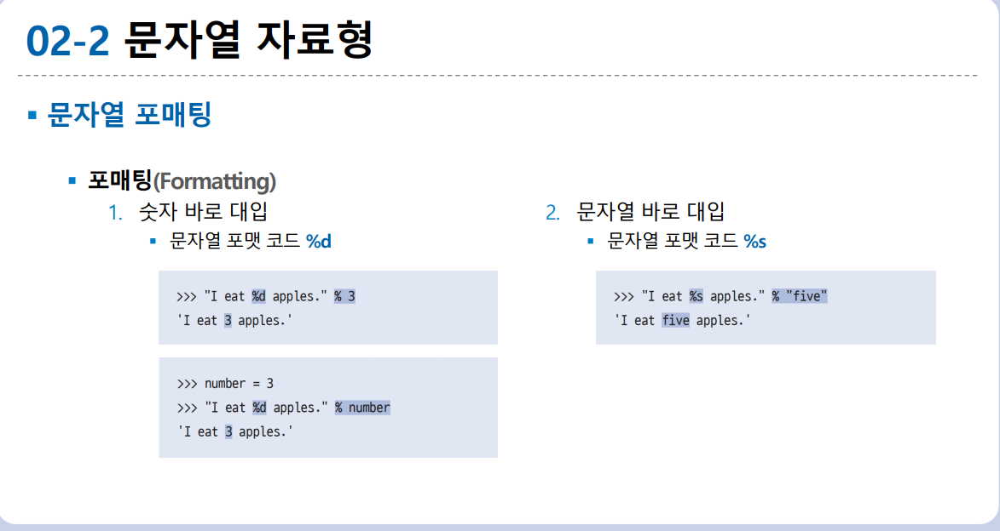 02-2 문자열 자료형
▪ 문자열 포매팅
▪ 포매팅(Formatting)
1. 숫자 바로 대입
▪ 문자열 포맷 코드 %d
>>> "I eat %d apples." % 3
'I eat 3 apples.'
>>> number = 3
>>> "I eat %d apples." % number
'I eat 3 apples.'
2. 문자열 바로 대입
▪ 문자열 포맷 코드 %s
>>> "I eat %s apples." % "five"
'I eat five apples.'